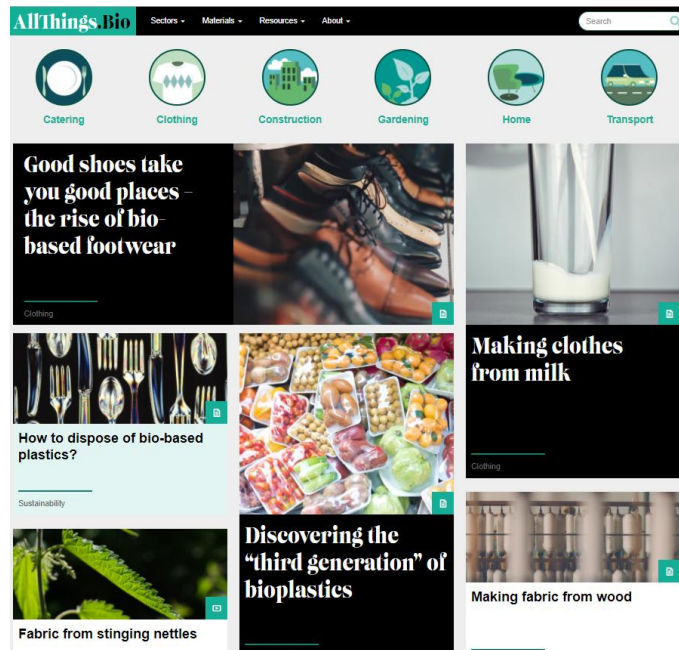 AllThings.Bio
Sectors
Materials
Resources
About
Search
Catering
Clothing
Construction
Gardening
Home
Transport
Good shoes take
you good places –
the rise of bio-
based footwear
Clothing
Making clothes
from milk
Clothing
How to dispose of bio-based
plastics?
Sustainability
Discovering the
“third generation” of
bioplastics
Making fabric from wood
Fabric from stinging nettles